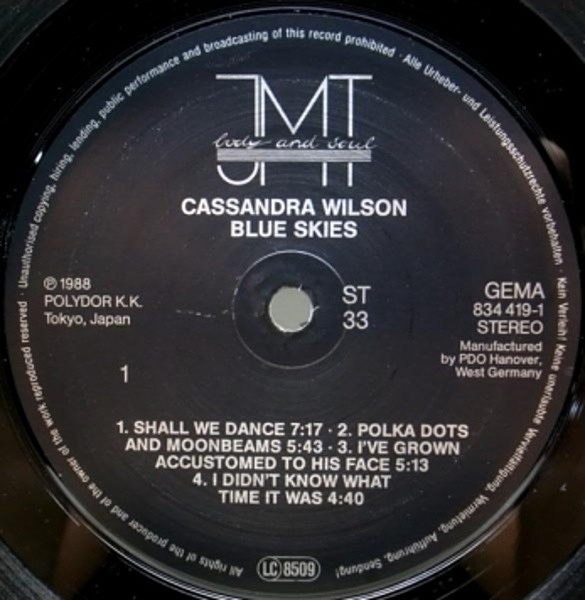 All rights of the producer and of the owner of the work reproduced reserved · Unauthorised copying, hiring, lending, public performance and broadcasting of this record prohibited · Alle Urheber- und Leistungsschutzrechte vorbehalten · Kein Verleih! Keine unerlaubte Vervielfältigung, Vermietung, Aufführung, Sendung!
JMT
body and soul
CASSANDRA WILSON
BLUE SKIES
℗ 1988
POLYDOR K.K.
Tokyo, Japan
ST
33
GEMA
834 419-1
STEREO
Manufactured
by PDO Hanover,
West Germany
1
1. SHALL WE DANCE 7:17 · 2. POLKA DOTS
AND MOONBEAMS 5:43 · 3. I'VE GROWN
ACCUSTOMED TO HIS FACE 5:13
4. I DIDN'T KNOW WHAT
TIME IT WAS 4:40
LC 8509